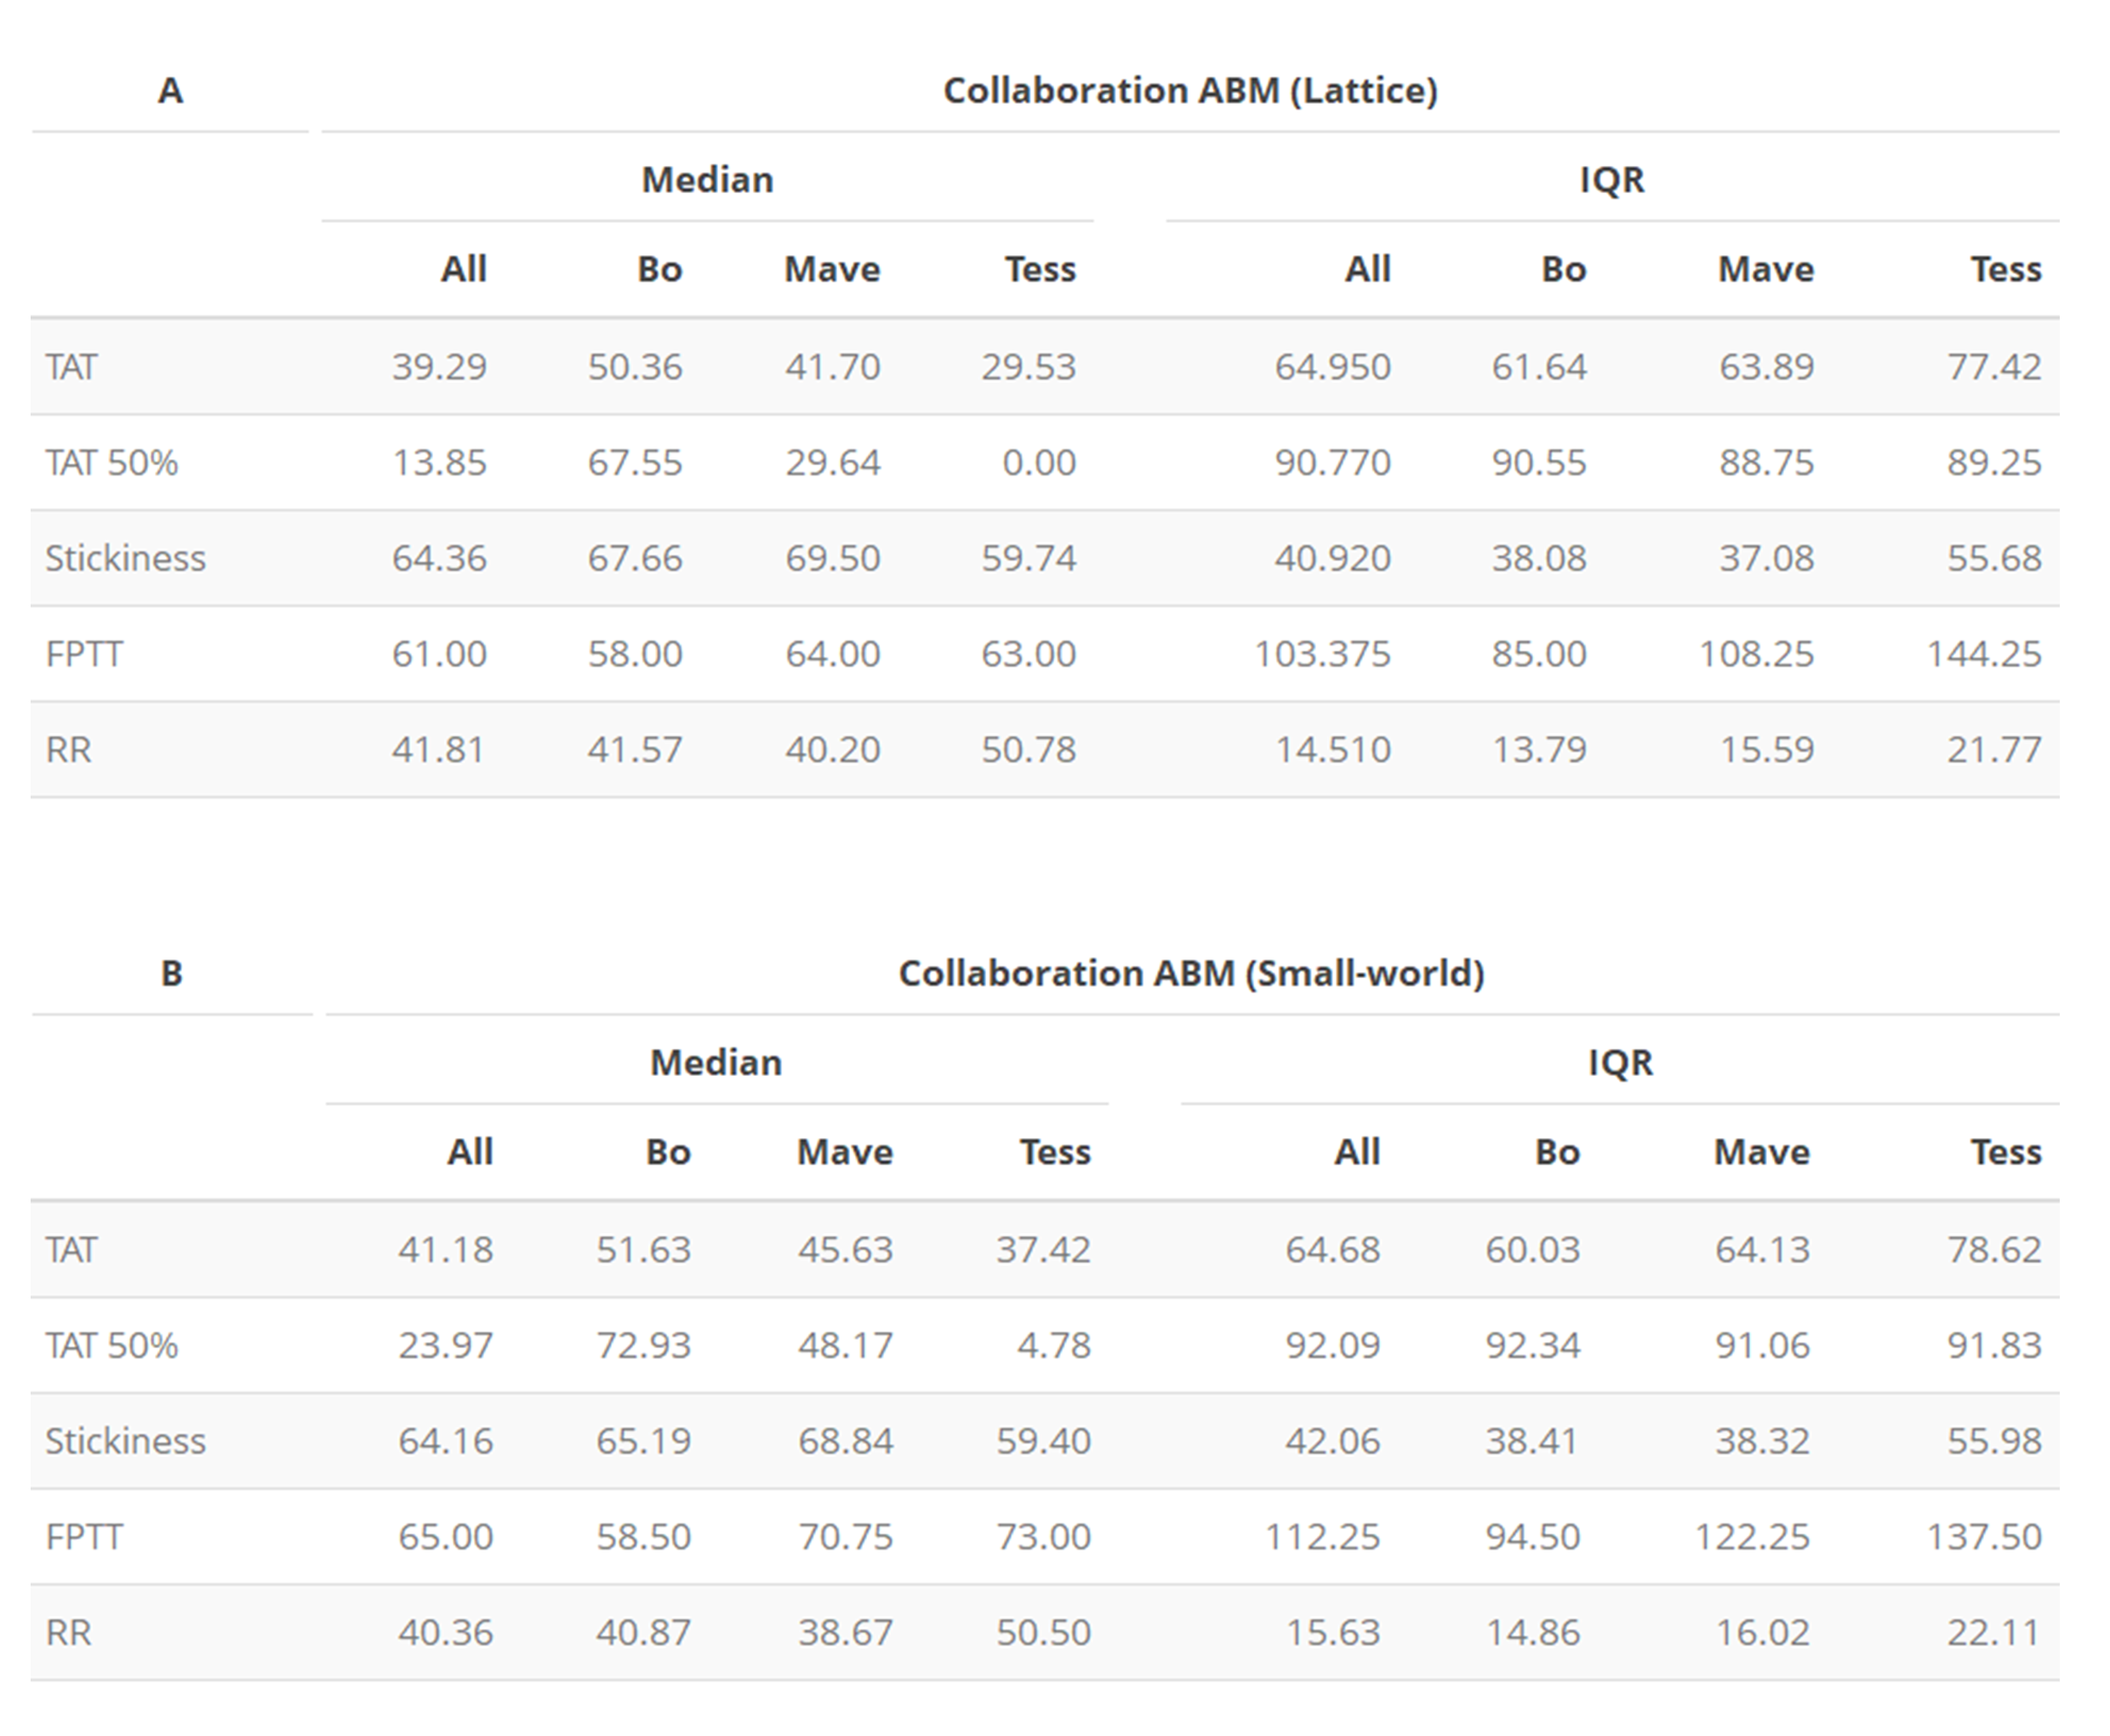 A Collaboration ABM (Lattice)
Median IQR
All Bo Mave Tess All Bo Mave Tess
TAT 39.29 50.36 41.70 29.53 64.950 61.64 63.89 77.42
TAT 50% 13.85 67.55 29.64 0.00 90.770 90.55 88.75 89.25
Stickiness 64.36 67.66 69.50 59.74 40.920 38.08 37.08 55.68
FPTT 61.00 58.00 64.00 63.00 103.375 85.00 108.25 144.25
RR 41.81 41.57 40.20 50.78 14.510 13.79 15.59 21.77
B Collaboration ABM (Small-world)
Median IQR
All Bo Mave Tess All Bo Mave Tess
TAT 41.18 51.63 45.63 37.42 64.68 60.03 64.13 78.62
TAT 50% 23.97 72.93 48.17 4.78 92.09 92.34 91.06 91.83
Stickiness 64.16 65.19 68.84 59.40 42.06 38.41 38.32 55.98
FPTT 65.00 58.50 70.75 73.00 112.25 94.50 122.25 137.50
RR 40.36 40.87 38.67 50.50 15.63 14.86 16.02 22.11